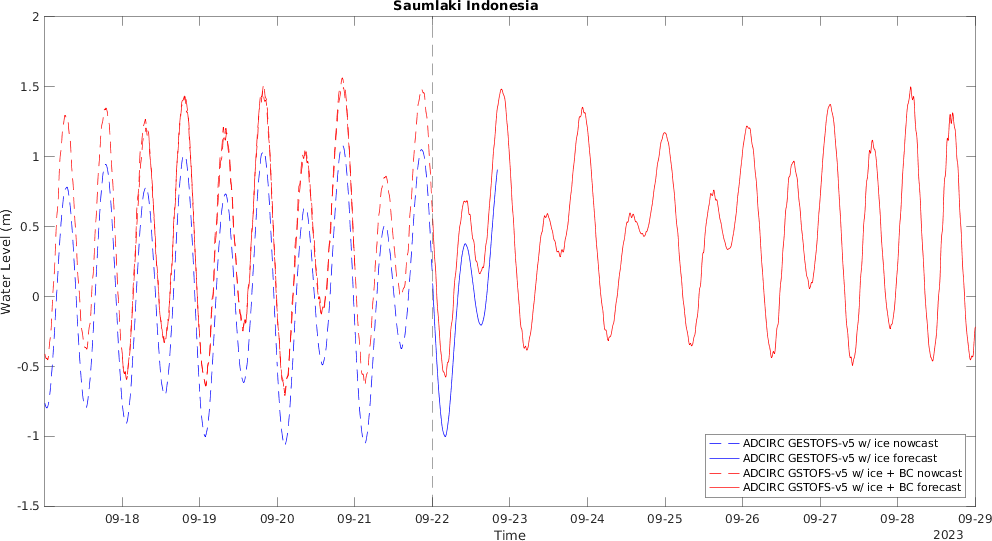 Saumlaki Indonesia
2
1.5
1
0.5
0
-0.5
-1
-1.5
Water Level (m)
ADCIRC GESTOFS-v5 w/ ice nowcast
ADCIRC GESTOFS-v5 w/ ice forecast
ADCIRC GSTOFS-v5 w/ ice + BC nowcast
ADCIRC GSTOFS-v5 w/ ice + BC forecast
09-18 09-19 09-20 09-21 09-22 09-23 09-24 09-25 09-26 09-27 09-28 09-29
Time
2023